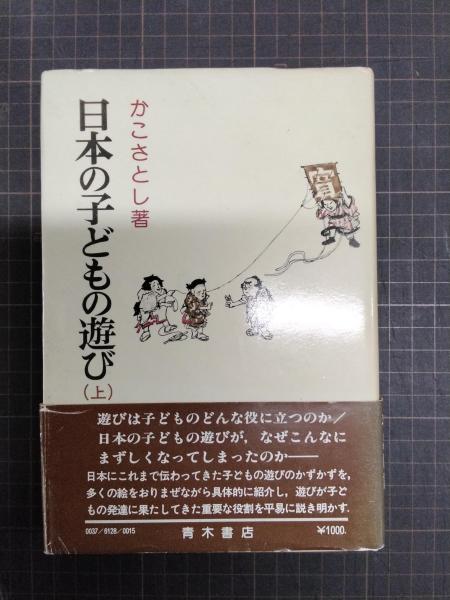 かこさとし著
日本の子どもの遊び
(上)
遊びは子どものどんな役に立つのか/
日本の子どもの遊びが，なぜこんなに
まずしくなってしまったのか——
日本にこれまで伝わってきた子どもの遊びのかずかずを，
多くの絵をおりまぜながら具体的に紹介し，遊びが子ど
もの発達に果たしてきた重要な役割を平易に説き明かす.
0037/6128/0015
青木書店
¥1000.